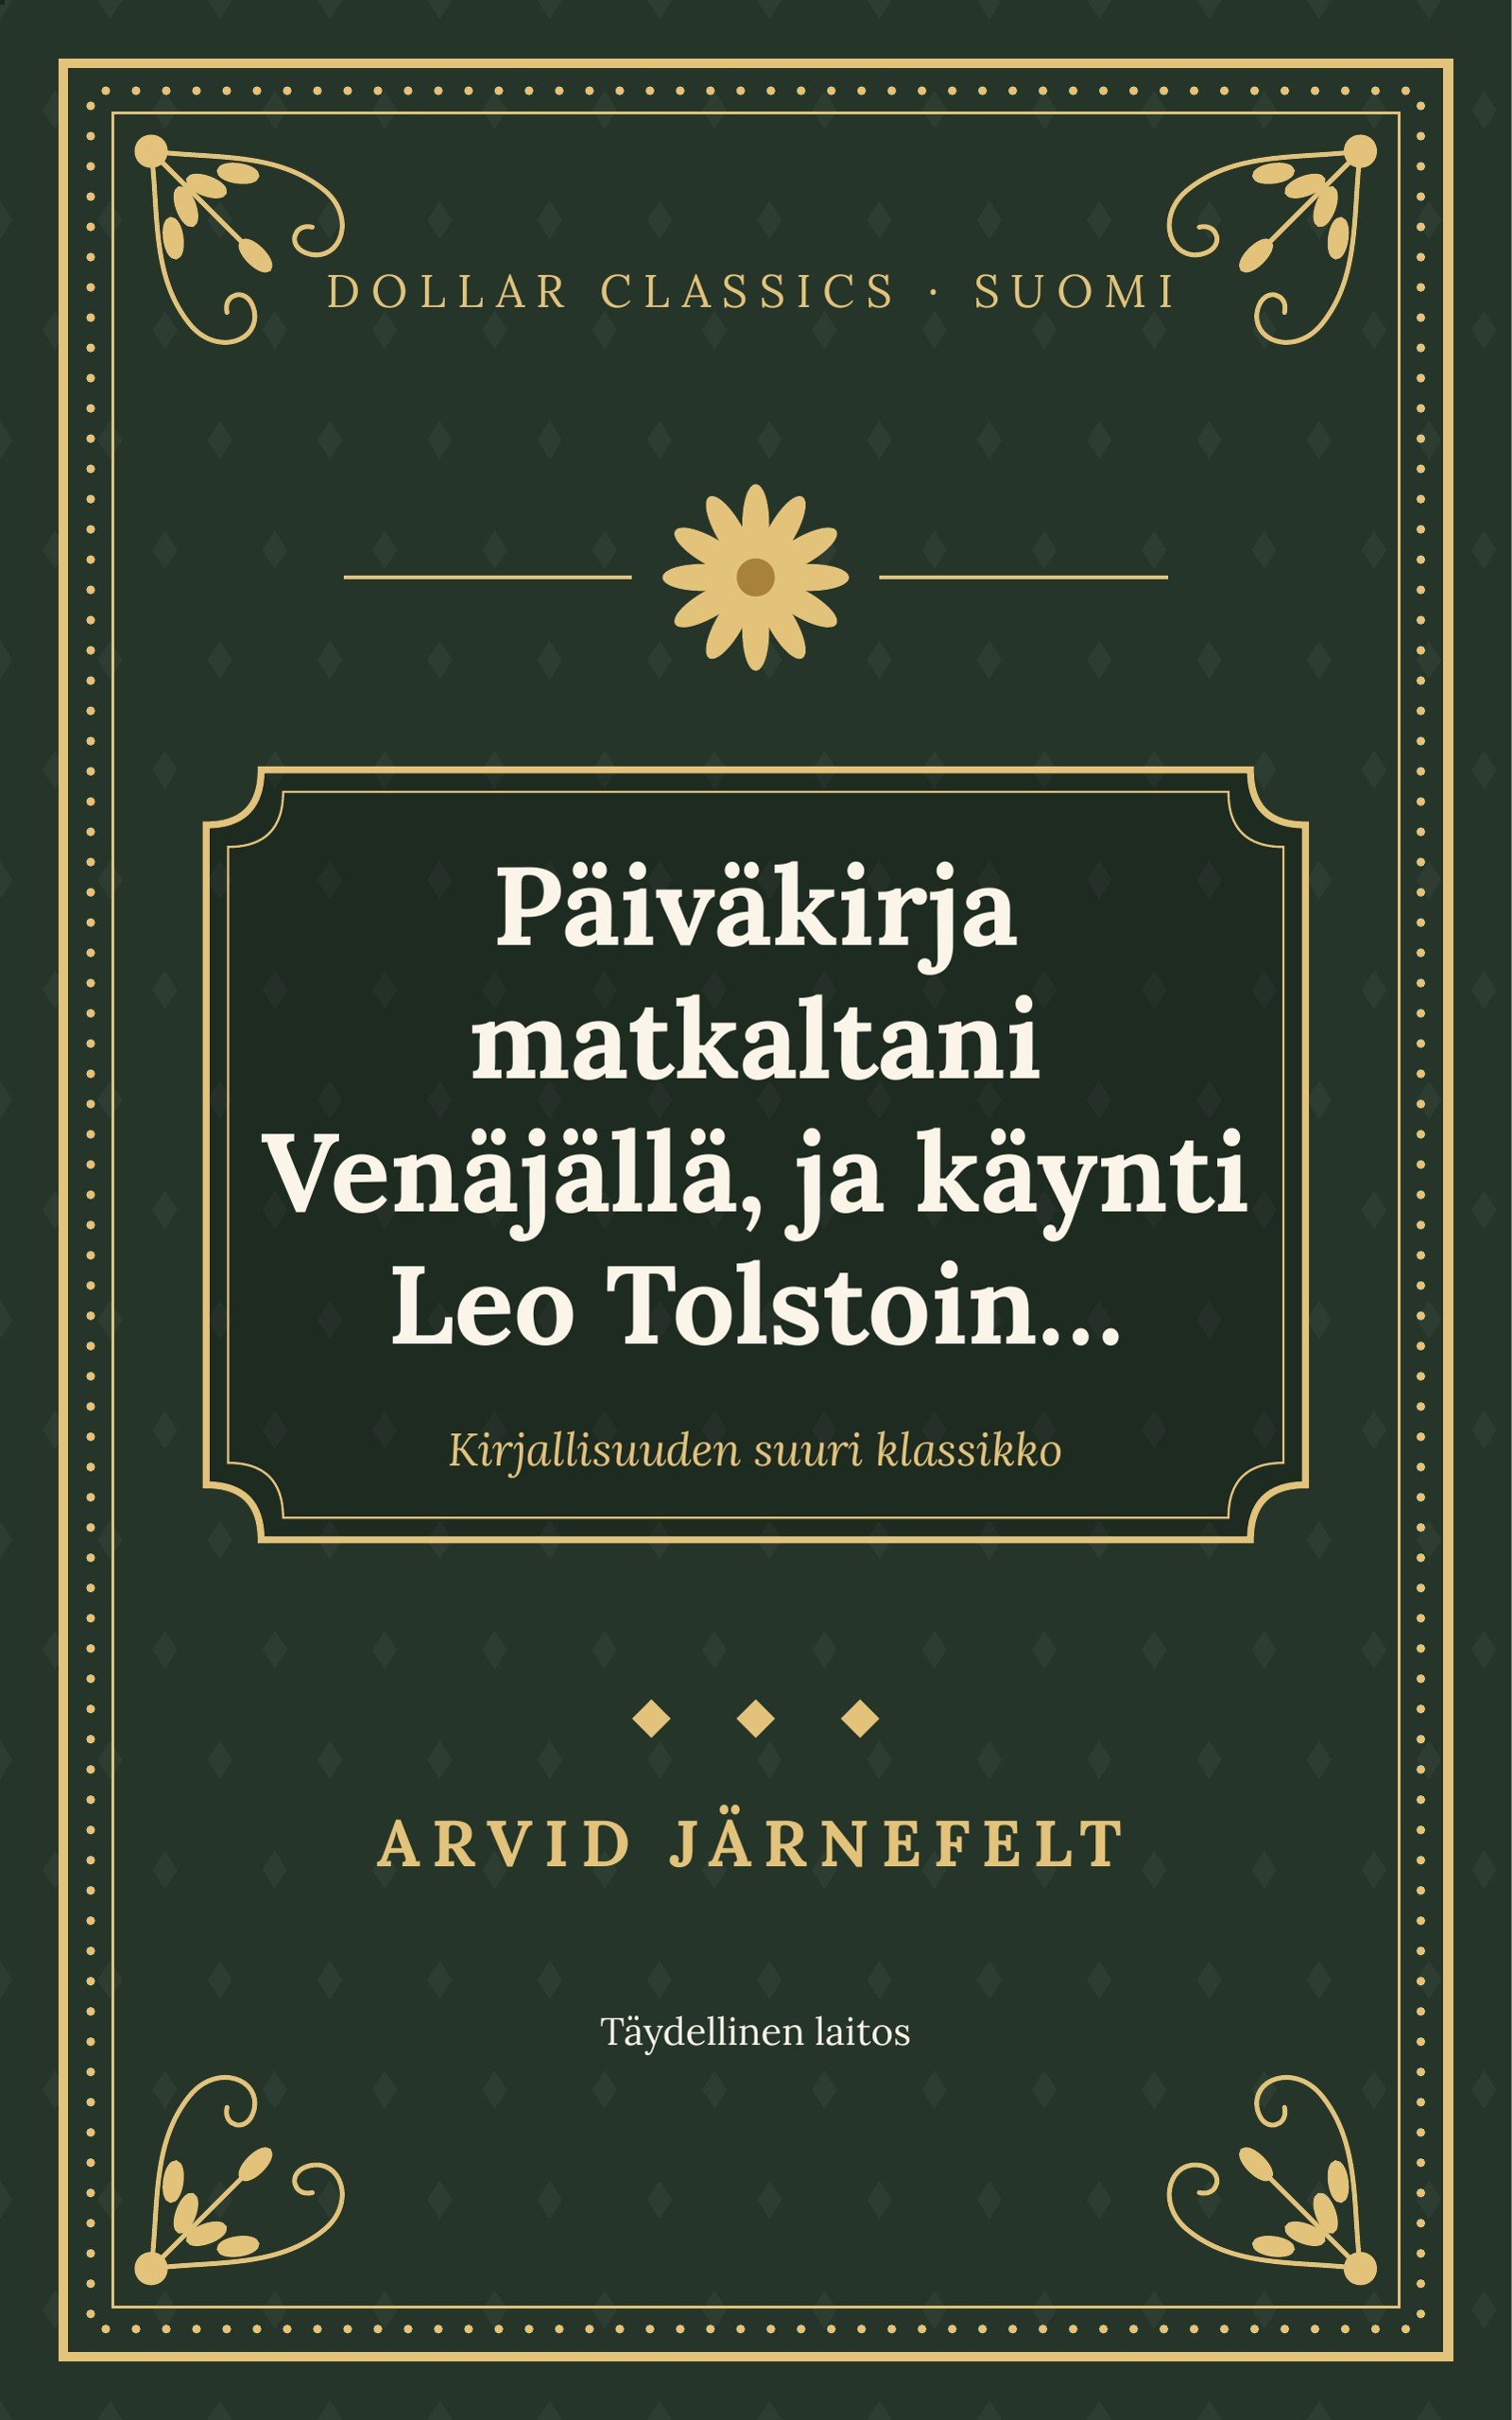 DOLLAR CLASSICS · SUOMI
Päiväkirja
matkaltani
Venäjällä, ja käynti
Leo Tolstoin...
Kirjallisuuden suuri klassikko
ARVID JÄRNEFELT
Täydellinen laitos